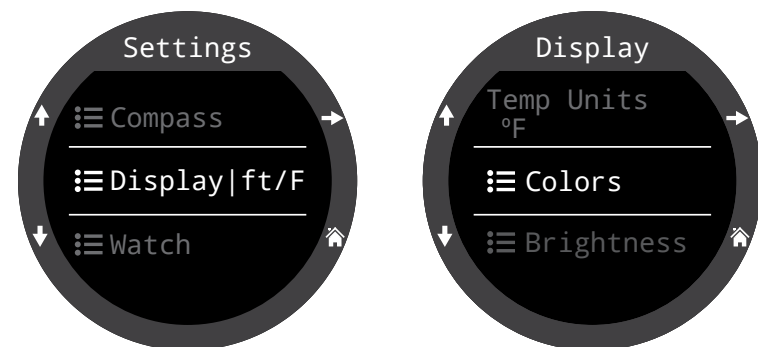 Settings
Compass
Display|ft/F
Watch
Display
Temp Units
ºF
Colors
Brightness